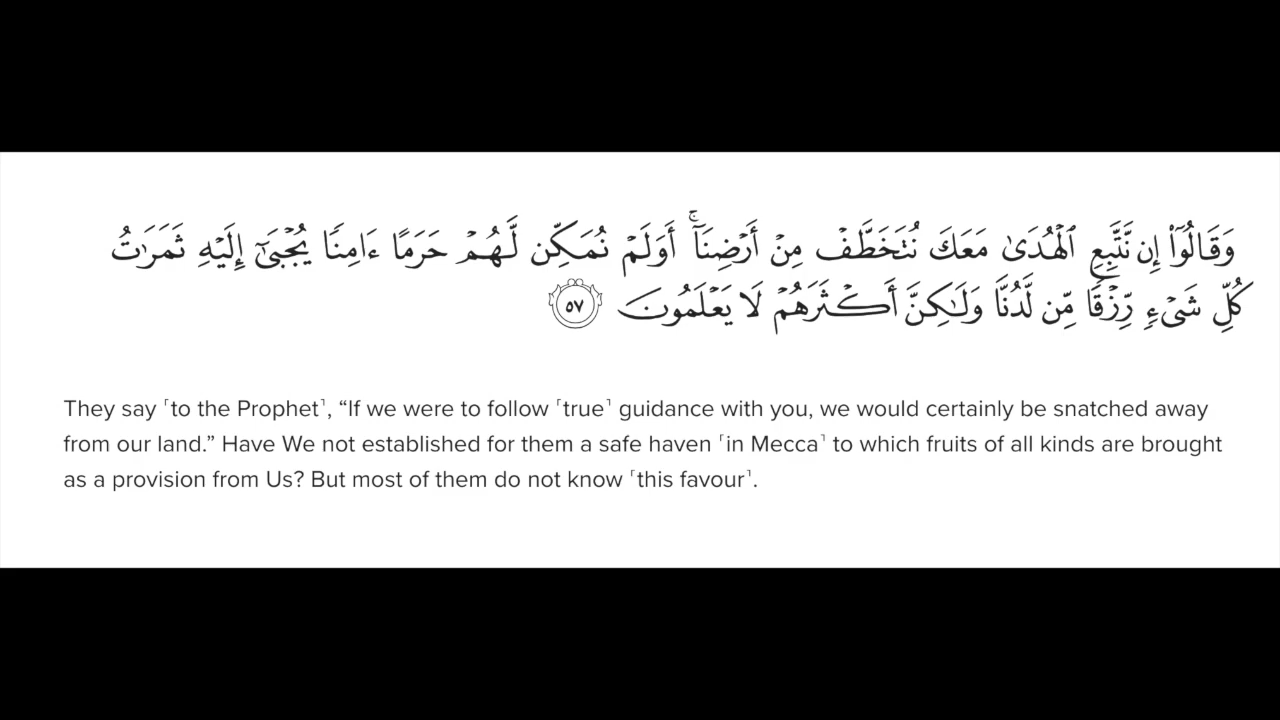 وَقَالُوٓا۟ إِن نَّتَّبِعِ ٱلْهُدَىٰ مَعَكَ نُتَخَطَّفْ مِنْ أَرْضِنَآ ۚ أَوَلَمْ نُمَكِّن لَّهُمْ حَرَمًا ءَامِنًا يُجْبَىٰٓ إِلَيْهِ ثَمَرَٰتُ
كُلِّ شَىْءٍ رِّزْقًا مِّن لَّدُنَّا وَلَـٰكِنَّ أَكْثَرَهُمْ لَا يَعْلَمُونَ ٥٧
They say ˹to the Prophet˺, “If we were to follow ˹true˺ guidance with you, we would certainly be snatched away
from our land.” Have We not established for them a safe haven ˹in Mecca˺ to which fruits of all kinds are brought
as a provision from Us? But most of them do not know ˹this favour˺.